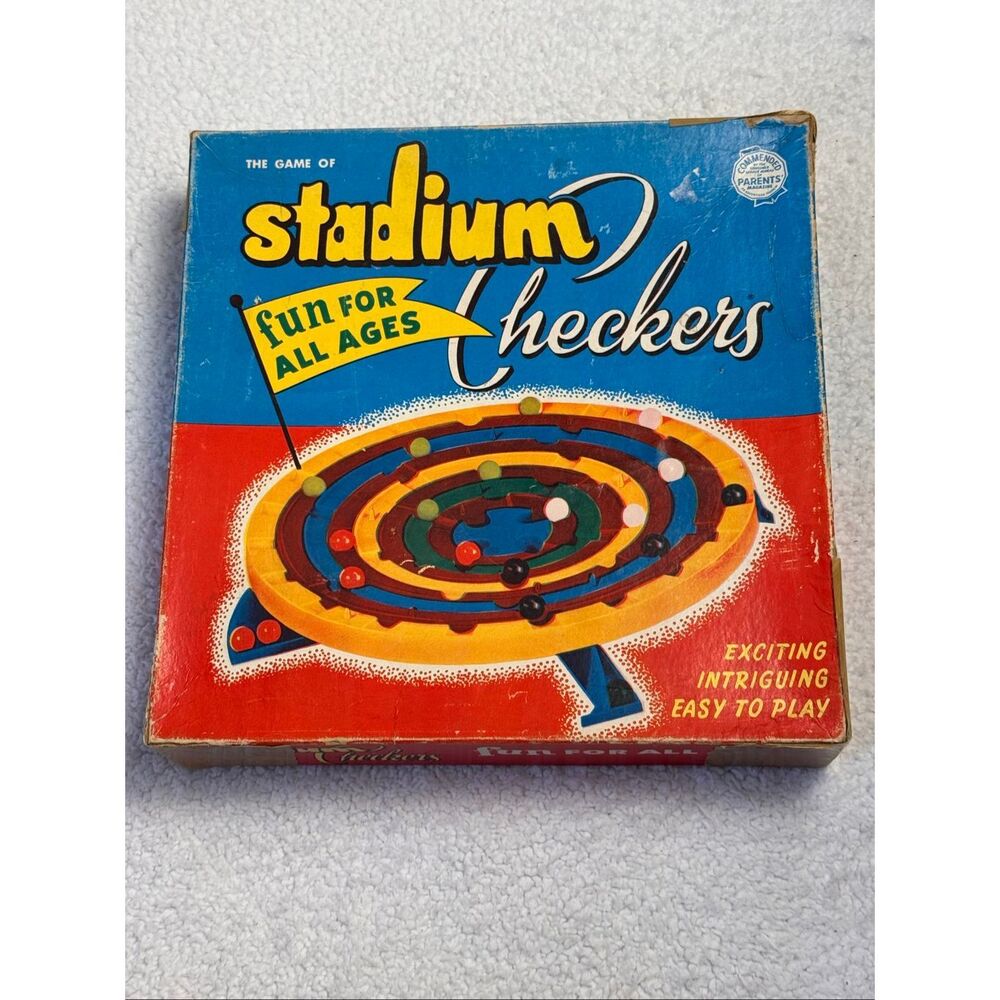 THE GAME OF
stadium
Checkers
fun FOR
ALL AGES
COMMENDED
PARENTS'
MAGAZINE
EXCITING
INTRIGUING
EASY TO PLAY
Checkers
fun FOR ALL